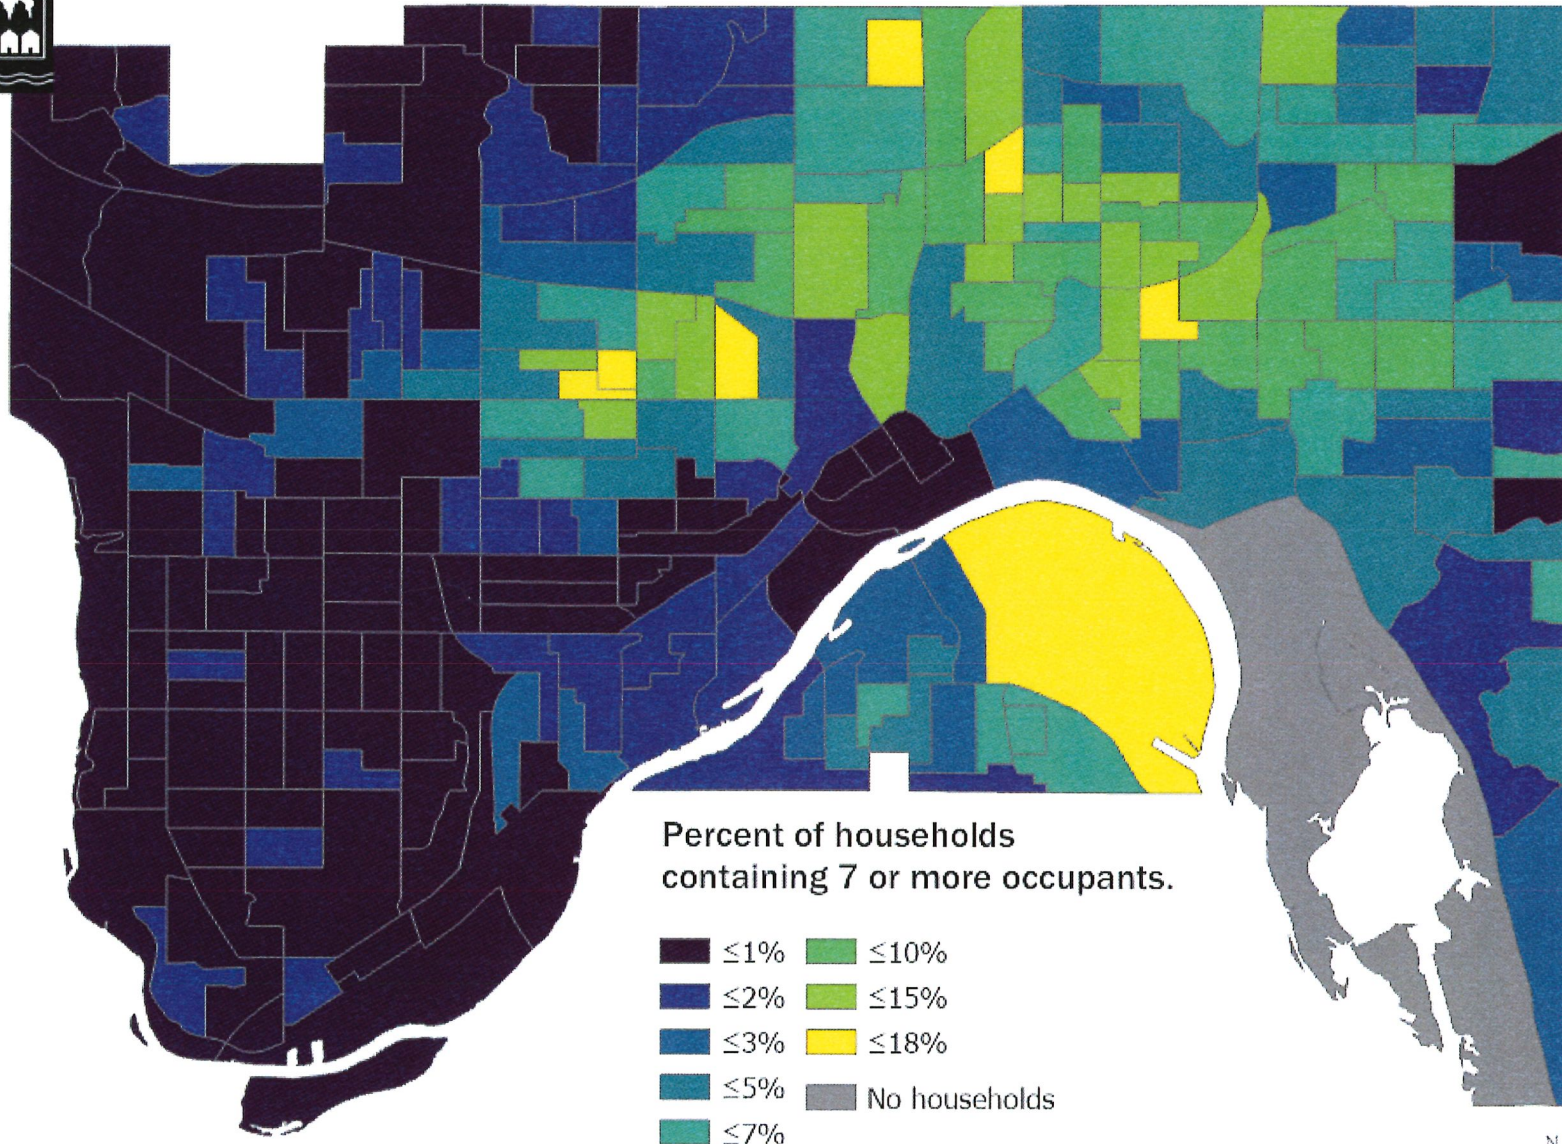 Percent of households
containing 7 or more occupants.
≤1%
≤2%
≤3%
≤5%
≤7%
≤10%
≤15%
≤18%
No households